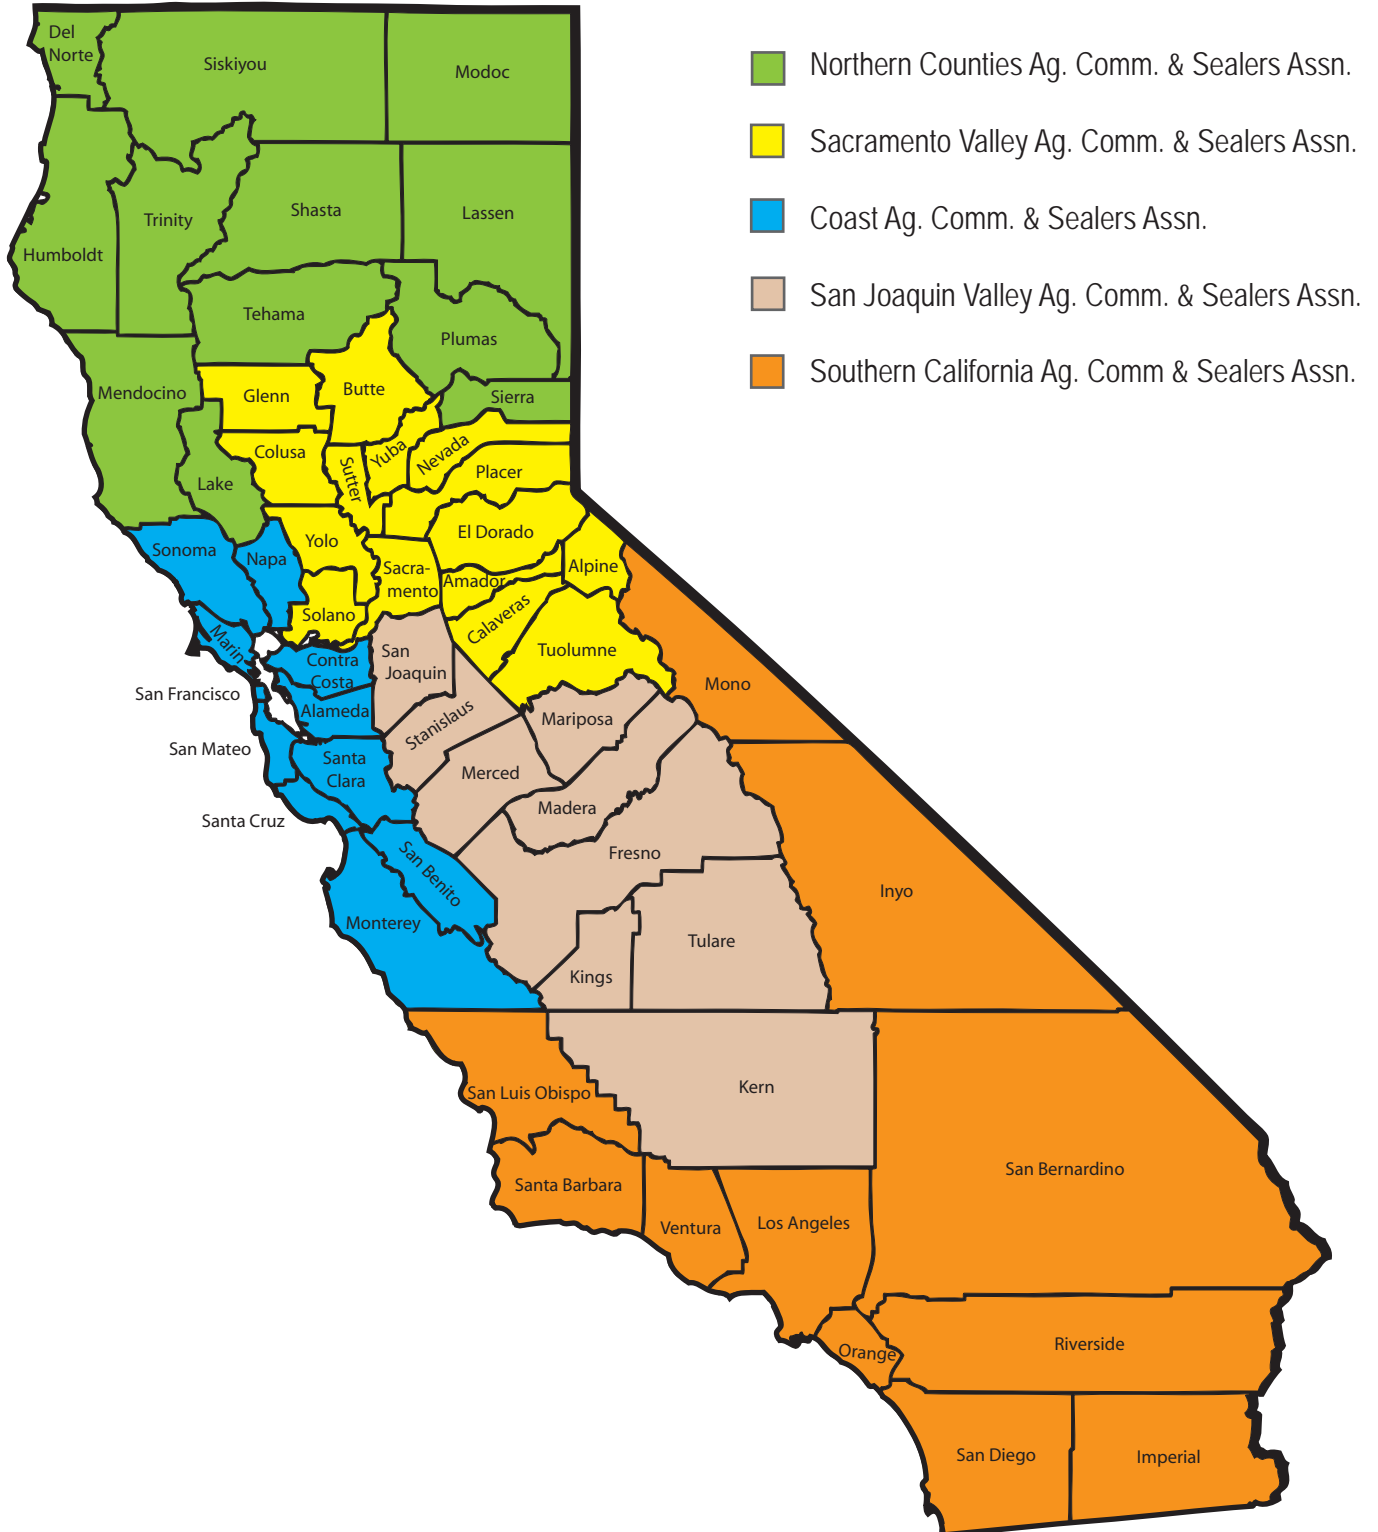 Del
Norte
Siskiyou
Modoc
Northern Counties Ag. Comm. & Sealers Assn.
Sacramento Valley Ag. Comm. & Sealers Assn.
Coast Ag. Comm. & Sealers Assn.
San Joaquin Valley Ag. Comm. & Sealers Assn.
Southern California Ag. Comm & Sealers Assn.
Humboldt
Trinity
Shasta
Lassen
Tehama
Plumas
Mendocino
Glenn
Butte
Sierra
Lake
Colusa
Sutter
Yuba
Nevada
Placer
Sonoma
Napa
Yolo
El Dorado
Sacra-
mento
Amador
Alpine
Solano
Calaveras
Marin
Contra
Costa
San
Joaquin
Tuolumne
Mono
San Francisco
Alameda
Stanislaus
Mariposa
San Mateo
Santa
Clara
Merced
Madera
Santa Cruz
San Benito
Fresno
Inyo
Monterey
Kings
Tulare
San Luis Obispo
Kern
Santa Barbara
Ventura
Los Angeles
San Bernardino
Orange
Riverside
San Diego
Imperial